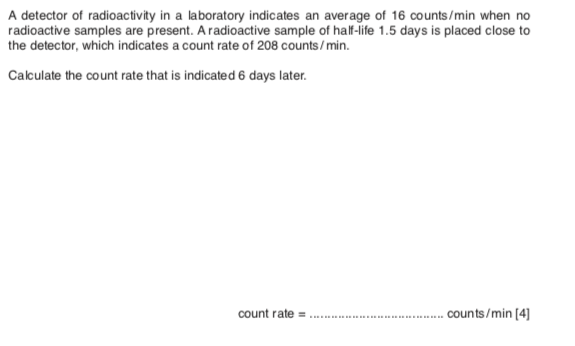 A detector of radioactivity in a laboratory indicates an average of 16 counts/min when no
radioactive samples are present. A radioactive sample of half-life 1.5 days is placed close to
the detector, which indicates a count rate of 208 counts/min.
Calculate the count rate that is indicated 6 days later.
count rate = ........................................ counts/min [4]